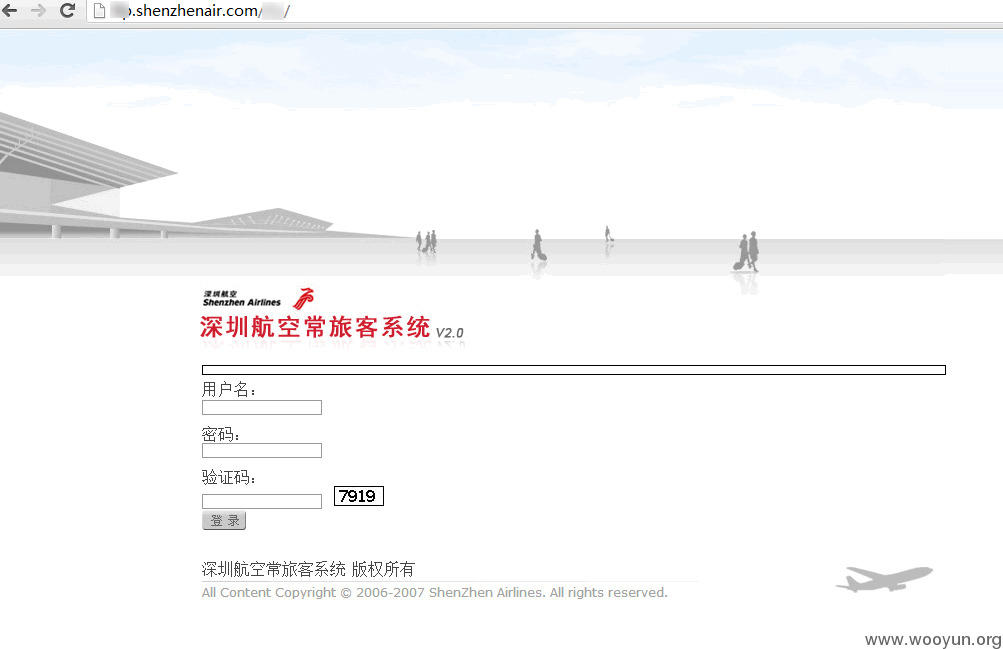 p.shenzhenair.com/ /
深圳航空
Shenzhen Airlines
深圳航空常旅客系统 V2.0
用户名：
密码：
验证码：
7919
登 录
深圳航空常旅客系统 版权所有
All Content Copyright © 2006-2007 ShenZhen Airlines. All rights reserved.
www.wooyun.org